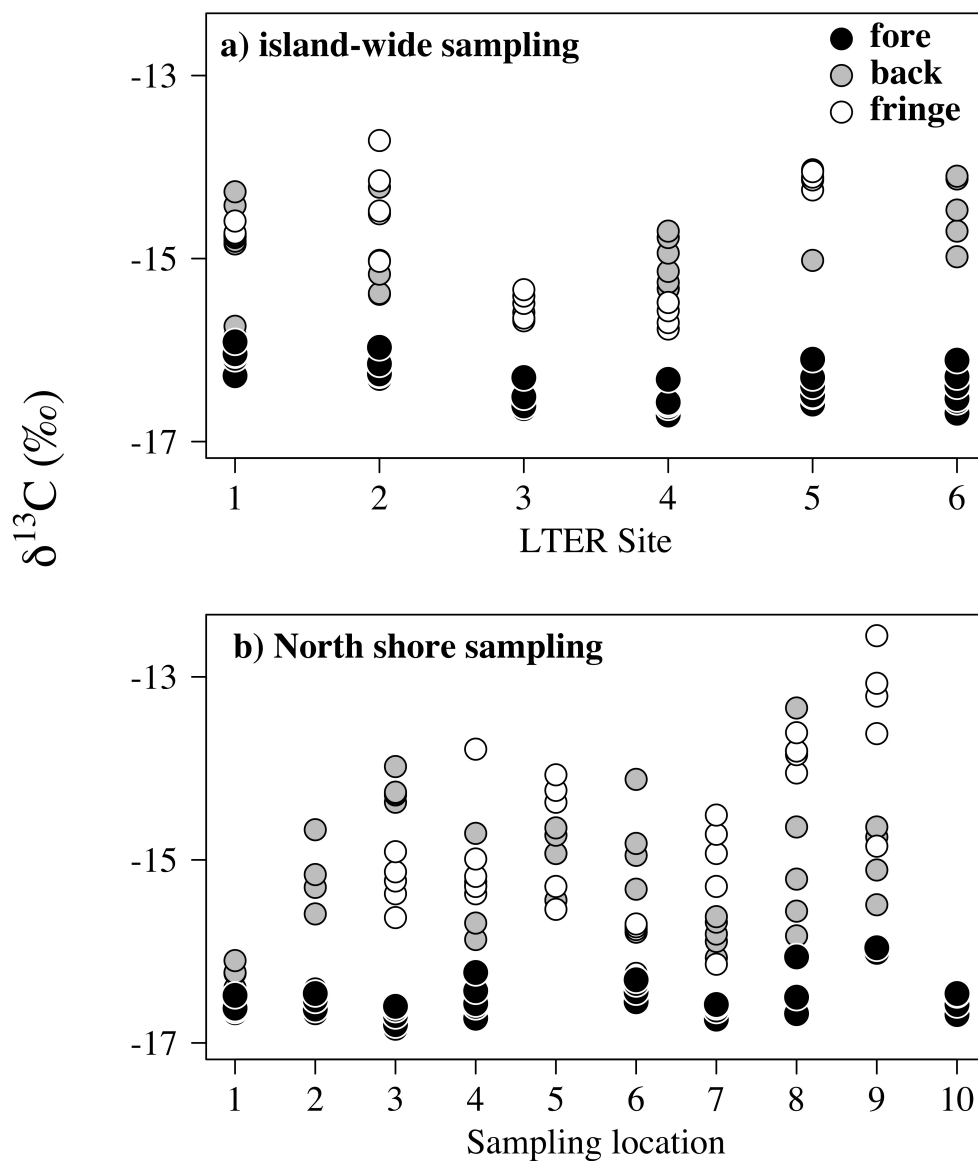 a) island-wide sampling
fore
back
fringe
-13
-15
-17
1 2 3 4 5 6
LTER Site
δ13C (‰)
b) North shore sampling
-13
-15
-17
1 2 3 4 5 6 7 8 9 10
Sampling location